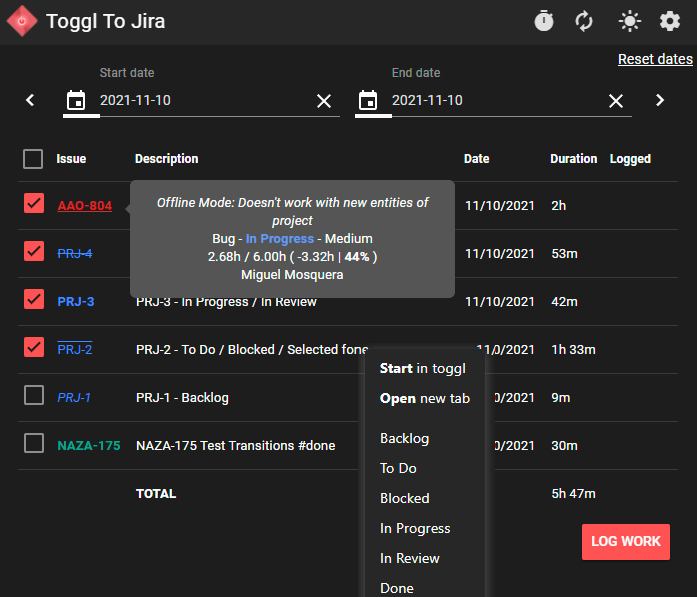 Toggl To Jira
Reset dates
Start date
End date
2021-11-10
2021-11-10
Issue Description Date Duration Logged
AAO-804 11/10/2021 2h
Offline Mode: Doesn't work with new entities of
project
Bug - In Progress - Medium
2.68h / 6.00h ( -3.32h | 44% )
Miguel Mosquera
PRJ-4 11/10/2021 53m
PRJ-3 PRJ-3 - In Progress / In Review 11/10/2021 42m
PRJ-2 PRJ-2 - To Do / Blocked / Selected fone 11/0/2021 1h 33m
PRJ-1 PRJ-1 - Backlog 0/2021 9m
NAZA-175 NAZA-175 Test Transitions #done 0/2021 30m
TOTAL 5h 47m
Start in toggl
Open new tab
Backlog
To Do
Blocked
In Progress
In Review
Done
LOG WORK